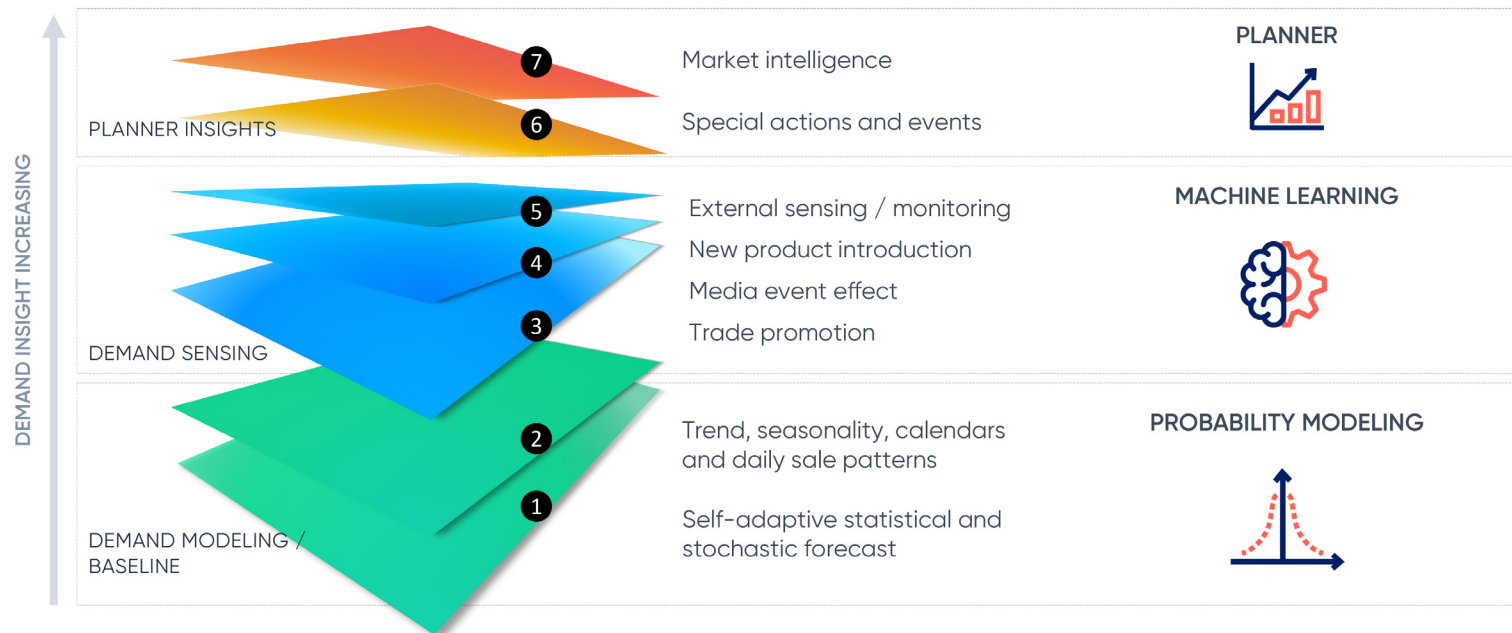 DEMAND INSIGHT INCREASING
7
Market intelligence
PLANNER
6
Special actions and events
PLANNER INSIGHTS
5
External sensing / monitoring
MACHINE LEARNING
4
New product introduction
Media event effect
3
Trade promotion
DEMAND SENSING
2
Trend, seasonality, calendars
and daily sale patterns
PROBABILITY MODELING
1
Self-adaptive statistical and
stochastic forecast
DEMAND MODELING /
BASELINE